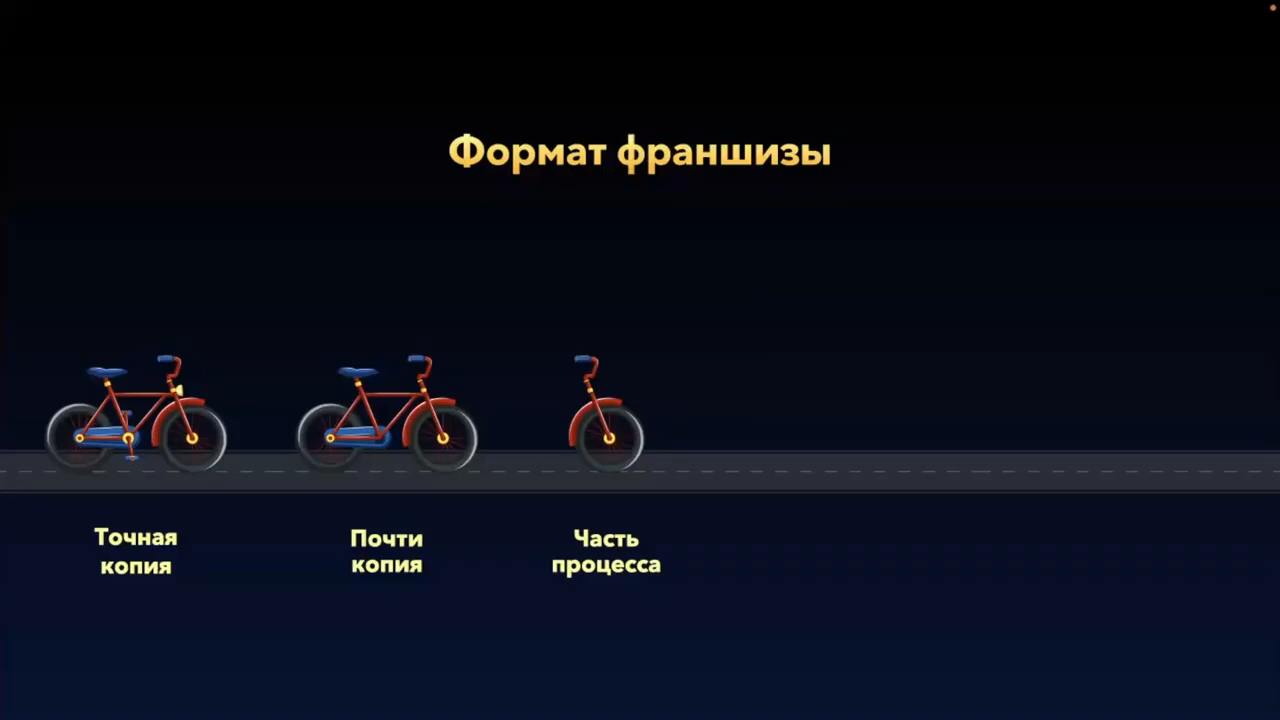 Формат франшизы
Точная
копия
Почти
копия
Часть
процесса